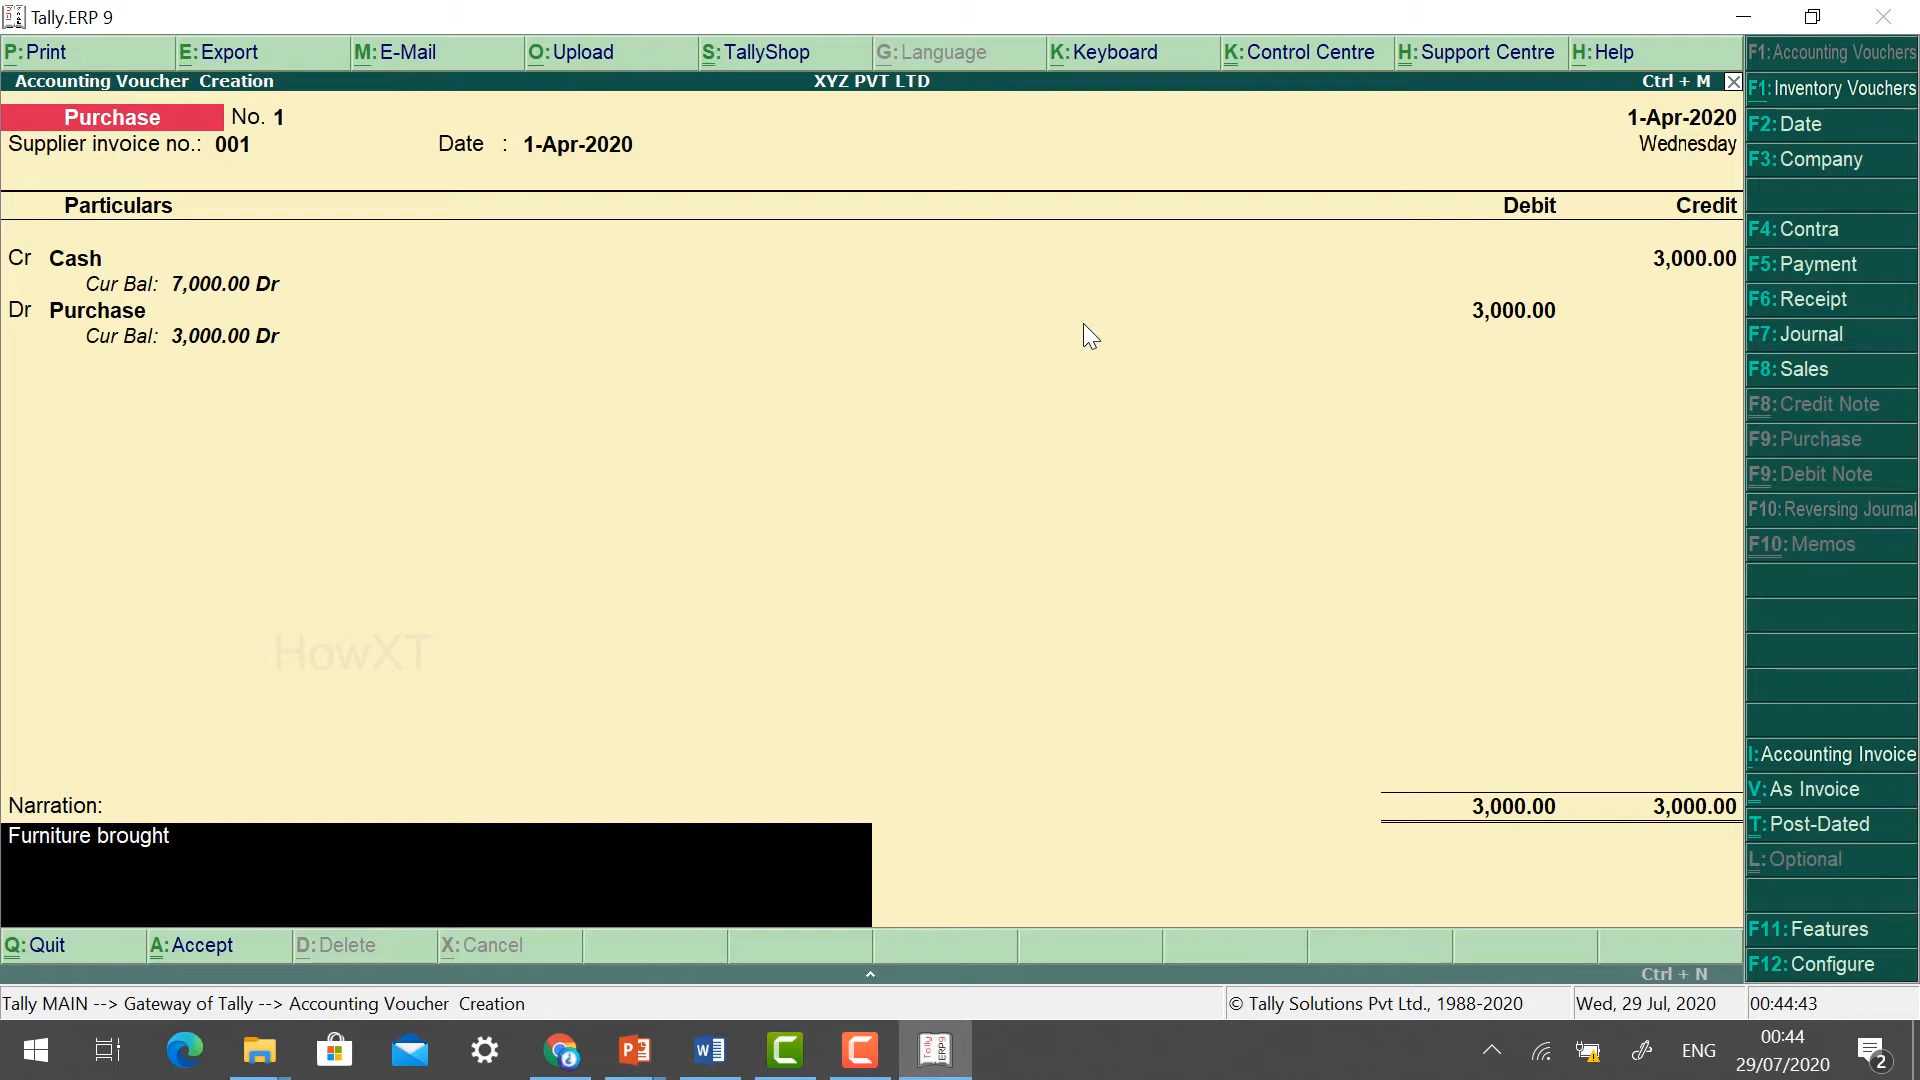 Tally.ERP 9
P: Print E: Export M: E-Mail O: Upload S: TallyShop G: Language K: Keyboard K: Control Centre H: Support Centre H: Help
Accounting Voucher Creation XYZ PVT LTD Ctrl + M
Purchase No. 1 1-Apr-2020
Supplier invoice no.: 001 Date : 1-Apr-2020 Wednesday
Particulars Debit Credit
Cr Cash 3,000.00
Cur Bal: 7,000.00 Dr
Dr Purchase 3,000.00
Cur Bal: 3,000.00 Dr
HowXT
Narration: 3,000.00 3,000.00
Furniture brought
Q: Quit A: Accept D: Delete X: Cancel
Ctrl + N
F1: Accounting Vouchers
F1: Inventory Vouchers
F2: Date
F3: Company
F4: Contra
F5: Payment
F6: Receipt
F7: Journal
F8: Sales
F8: Credit Note
F9: Purchase
F9: Debit Note
F10: Reversing Journal
F10: Memos
I: Accounting Invoice
V: As Invoice
T: Post-Dated
L: Optional
F11: Features
F12: Configure
Tally MAIN --> Gateway of Tally --> Accounting Voucher Creation © Tally Solutions Pvt Ltd., 1988-2020 Wed, 29 Jul, 2020 00:44:43
ENG 00:44
29/07/2020 2